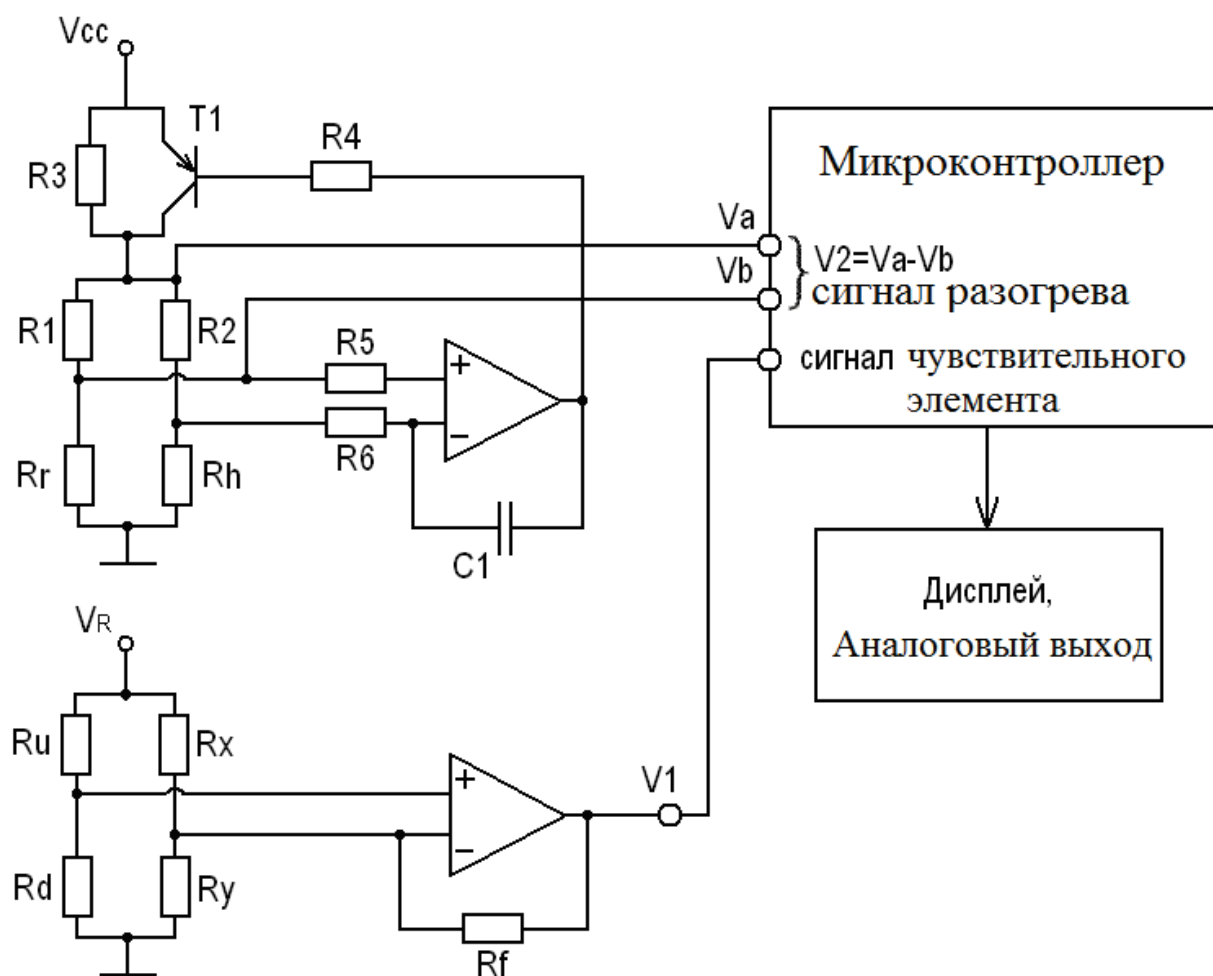 Vcc
T1
R3
R4
Микроконтроллер
Va
Vb
V2=Va-Vb
сигнал разогрева
R1
R2
R5
+
сигнал чувствительного
элемента
−
R6
Rr
Rh
C1
VR
Дисплей,
Аналоговый выход
Ru
Rx
+
V1
−
Rd
Ry
Rf